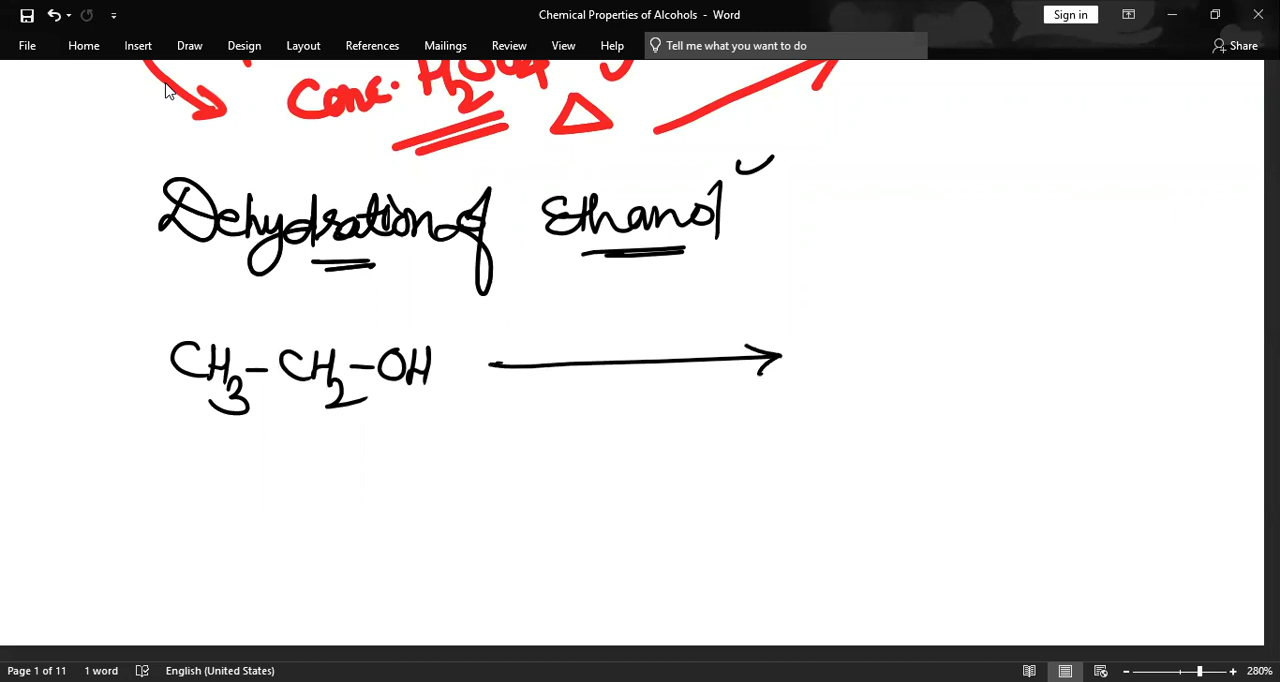 Chemical Properties of Alcohols - Word
Sign in
File Home Insert Draw Design Layout References Mailings Review View Help Tell me what you want to do Share
Conc. H2SO4
Δ
Dehydration of Ethanol
CH3-CH2-OH
Page 1 of 11 1 word English (United States) 280%